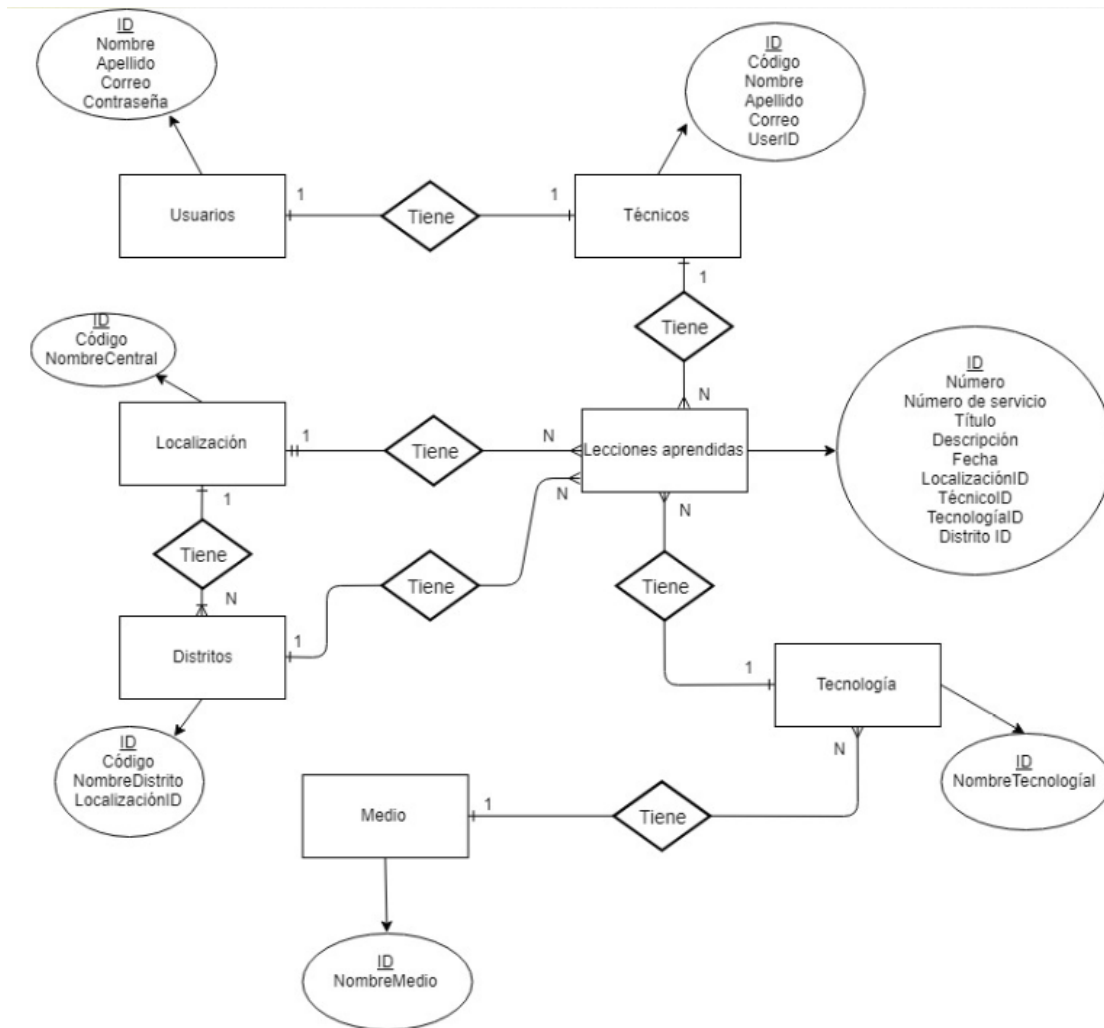 ID
Nombre
Apellido
Correo
Contraseña
ID
Código
Nombre
Apellido
Correo
UserID
Usuarios
1
Tiene
1
Técnicos
1
Tiene
N
ID
Código
NombreCentral
Localización
1
Tiene
N
Lecciones aprendidas
ID
Número
Número de servicio
Título
Descripción
Fecha
LocalizaciónID
TécnicoID
TecnologíaID
Distrito ID
1
Tiene
N
Distritos
1
Tiene
N
N
Tiene
1
Tecnología
ID
Código
NombreDistrito
LocalizaciónID
ID
NombreTecnologíal
N
Medio
1
Tiene
ID
NombreMedio